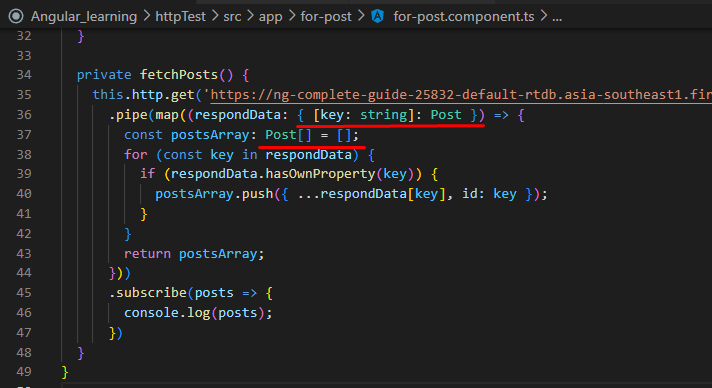 Angular_learning > httpTest > src > app > for-post > for-post.component.ts > ...
32 }
33
34 private fetchPosts() {
35 this.http.get('https://ng-complete-guide-25832-default-rtdb.asia-southeast1.fir
36 .pipe(map((respondData: { [key: string]: Post }) => {
37 const postsArray: Post[] = [];
38 for (const key in respondData) {
39 if (respondData.hasOwnProperty(key)) {
40 postsArray.push({ ...respondData[key], id: key });
41 }
42 }
43 return postsArray;
44 }))
45 .subscribe(posts => {
46 console.log(posts);
47 })
48 }
49 }